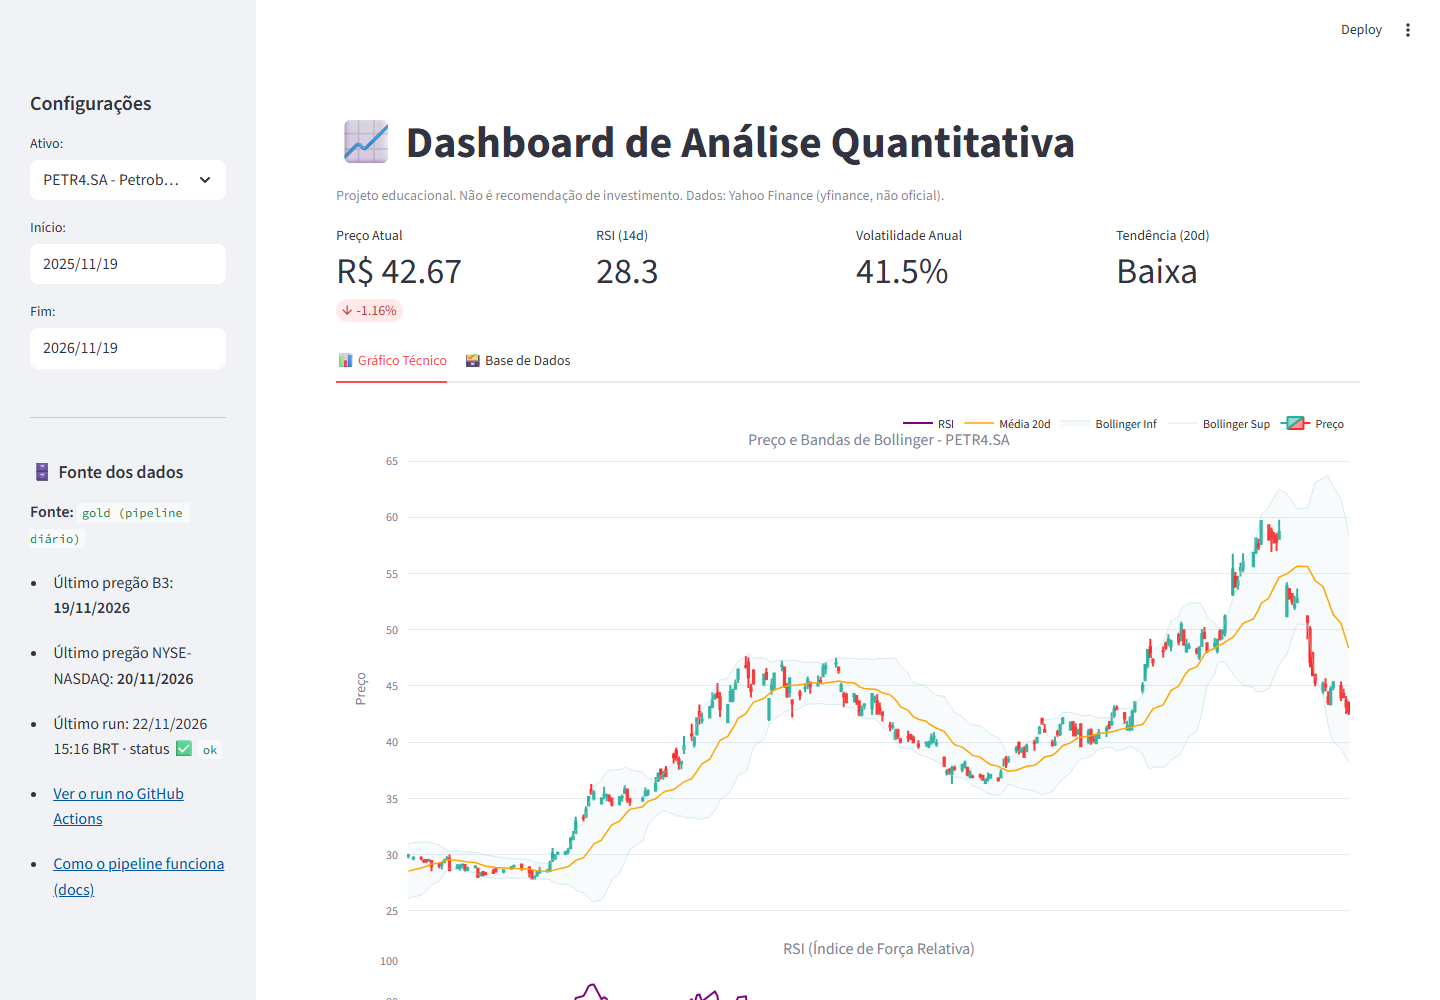 Deploy
Configurações
Ativo:
PETR4.SA - Petrob...
Início:
2025/11/19
Fim:
2026/11/19
Fonte dos dados
Fonte: gold (pipeline
diário)
Último pregão B3:
19/11/2026
Último pregão NYSE-
NASDAQ: 20/11/2026
Último run: 22/11/2026
15:16 BRT · status ✅ ok
Ver o run no GitHub
Actions
Como o pipeline funciona
(docs)
Dashboard de Análise Quantitativa
Projeto educacional. Não é recomendação de investimento. Dados: Yahoo Finance (yfinance, não oficial).
Preço Atual
R$ 42.67
↓ -1.16%
RSI (14d)
28.3
Volatilidade Anual
41.5%
Tendência (20d)
Baixa
Gráfico Técnico
Base de Dados
RSI Média 20d Bollinger Inf Bollinger Sup Preço
Preço e Bandas de Bollinger - PETR4.SA
65
60
55
50
45
40
35
30
25
Preço
RSI (Índice de Força Relativa)
100